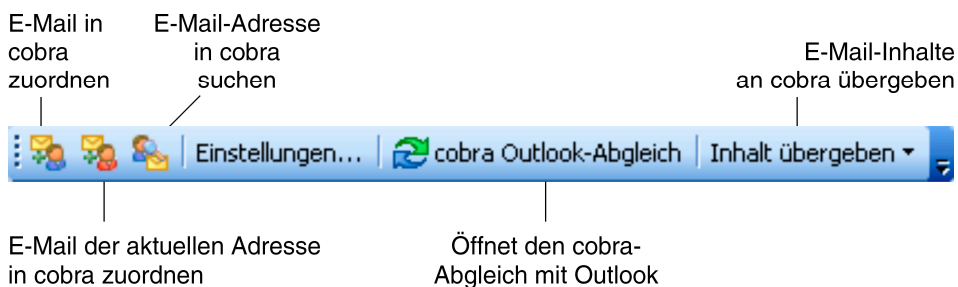 E-Mail in
cobra
zuordnen
E-Mail-Adresse
in cobra
suchen
E-Mail-Inhalte
an cobra übergeben
Einstellungen...
cobra Outlook-Abgleich
Inhalt übergeben
E-Mail der aktuellen Adresse
in cobra zuordnen
Öffnet den cobra-
Abgleich mit Outlook